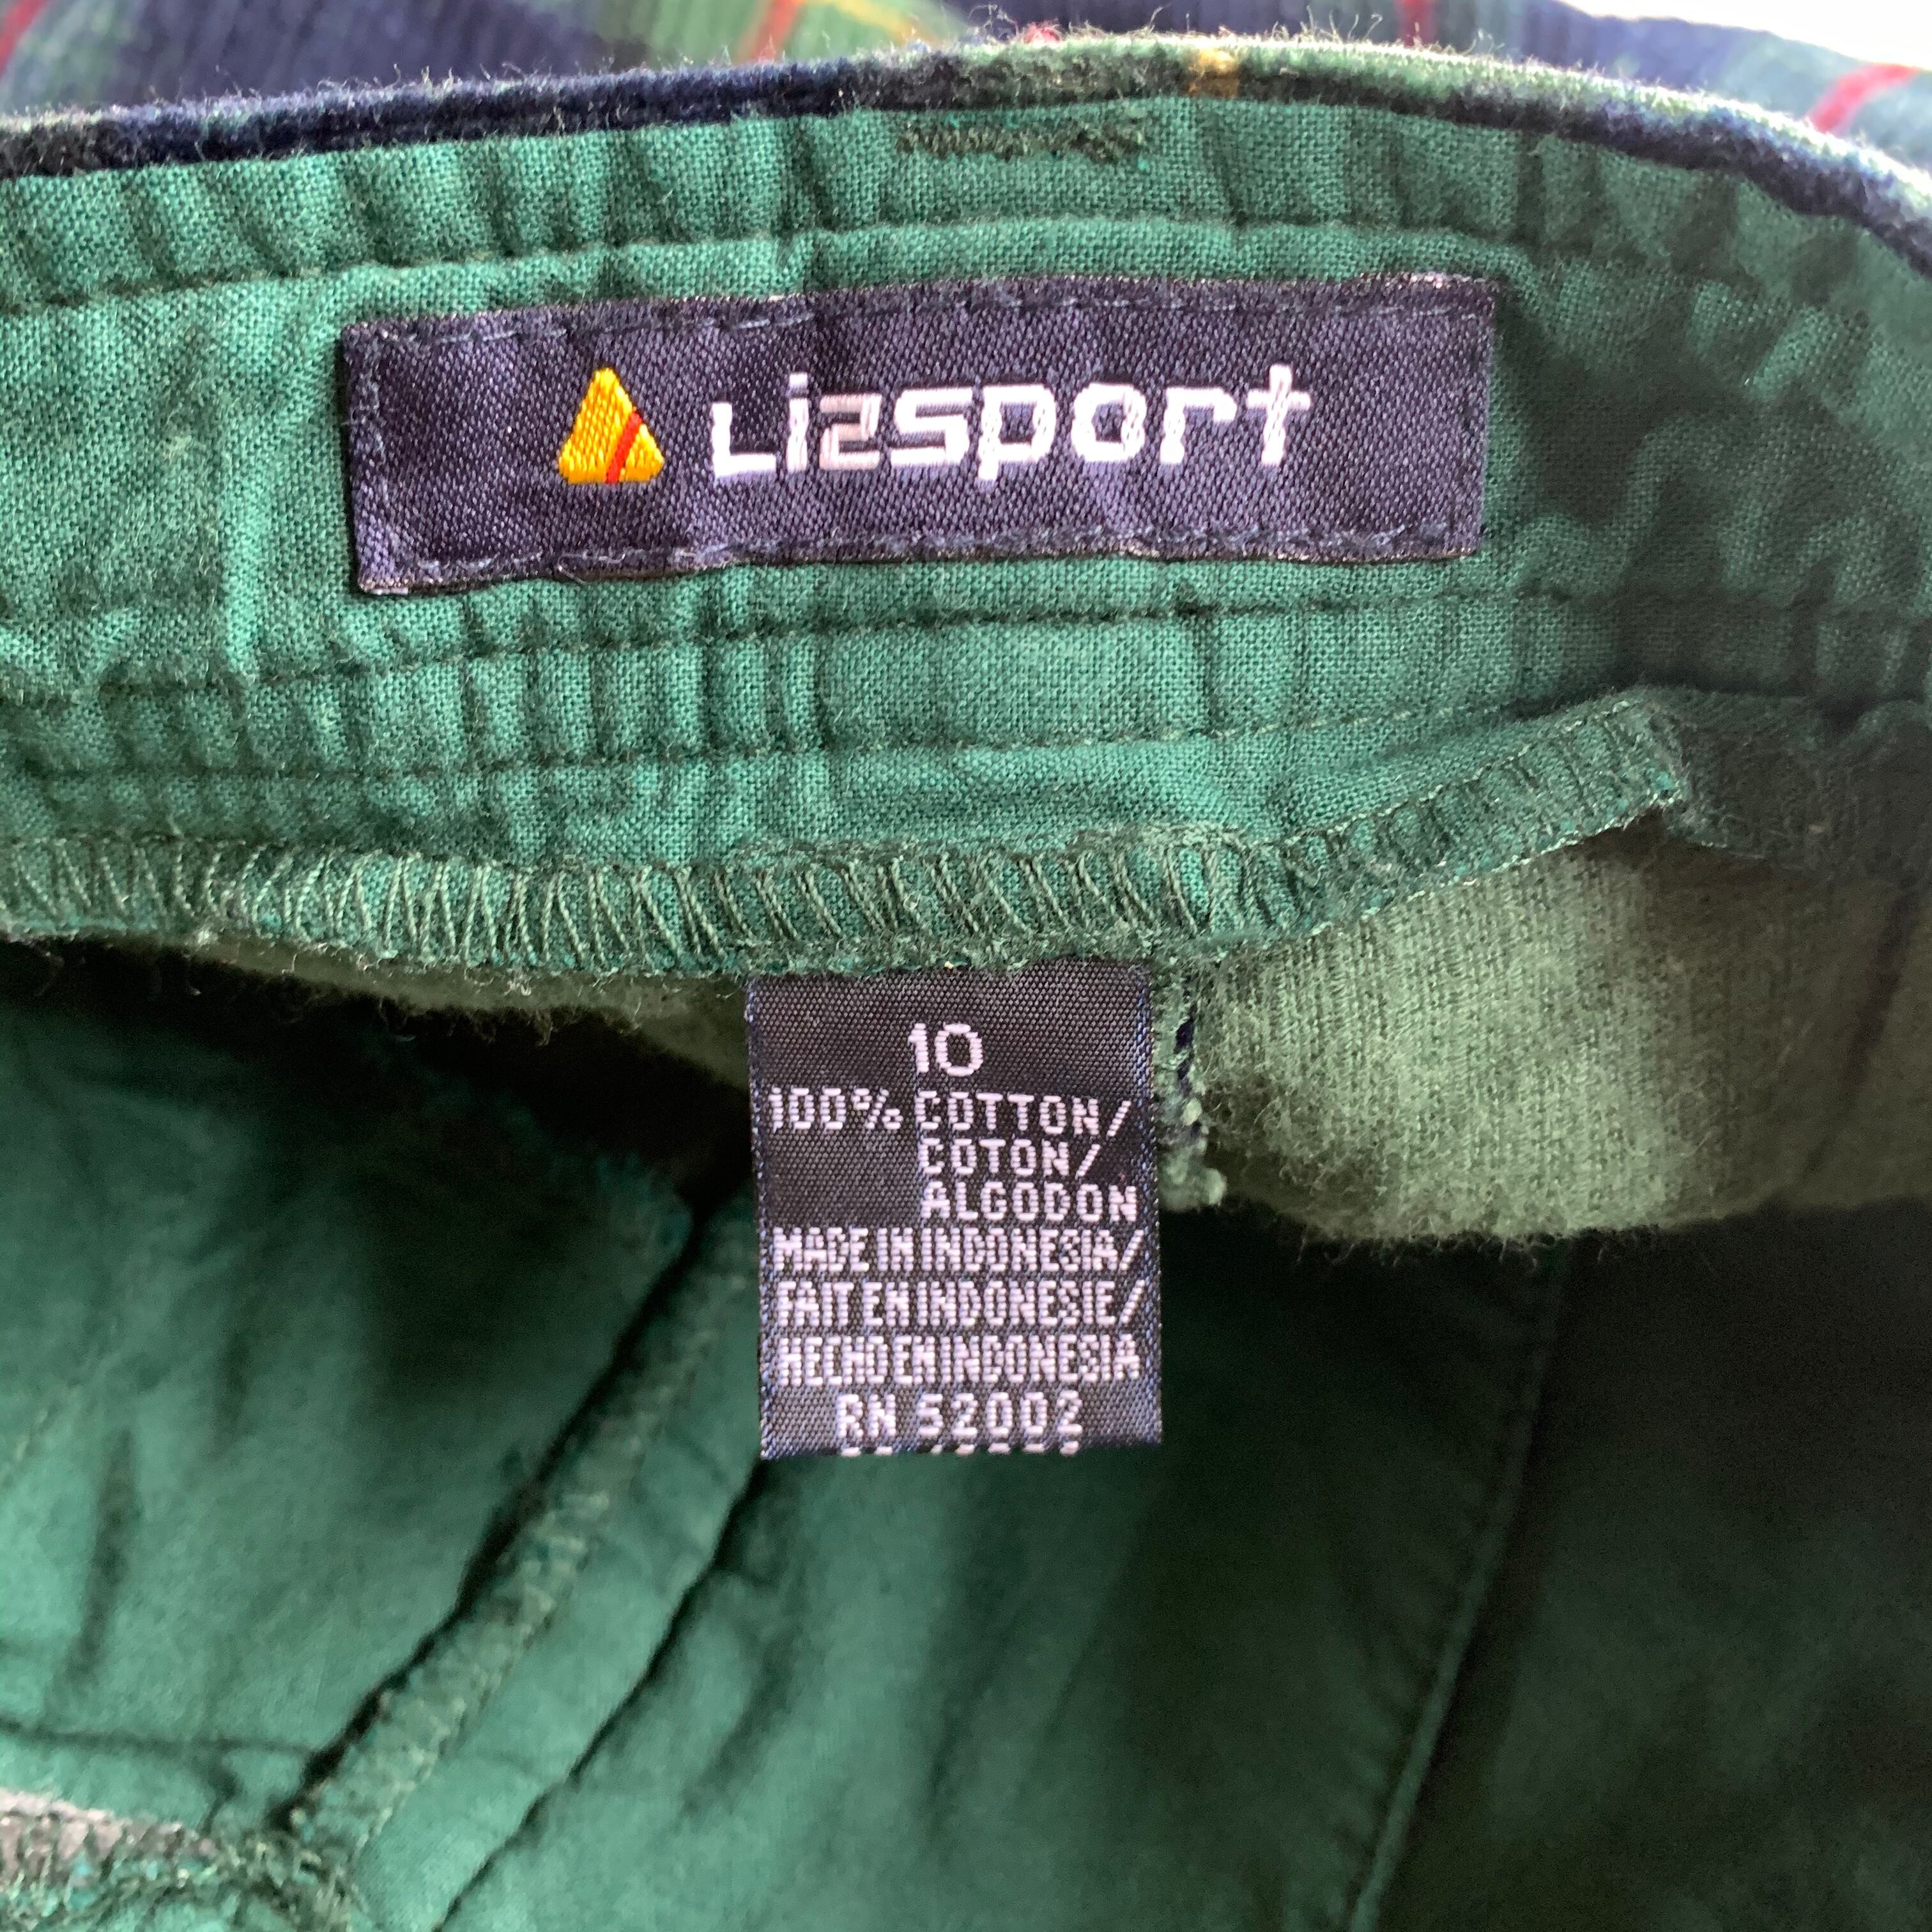 Lizsport
10
100% COTTON/
COTON/
ALGODON
MADE IN INDONESIA/
FAIT EN INDONESIE/
HECHO EN INDONESIA
RN 52002